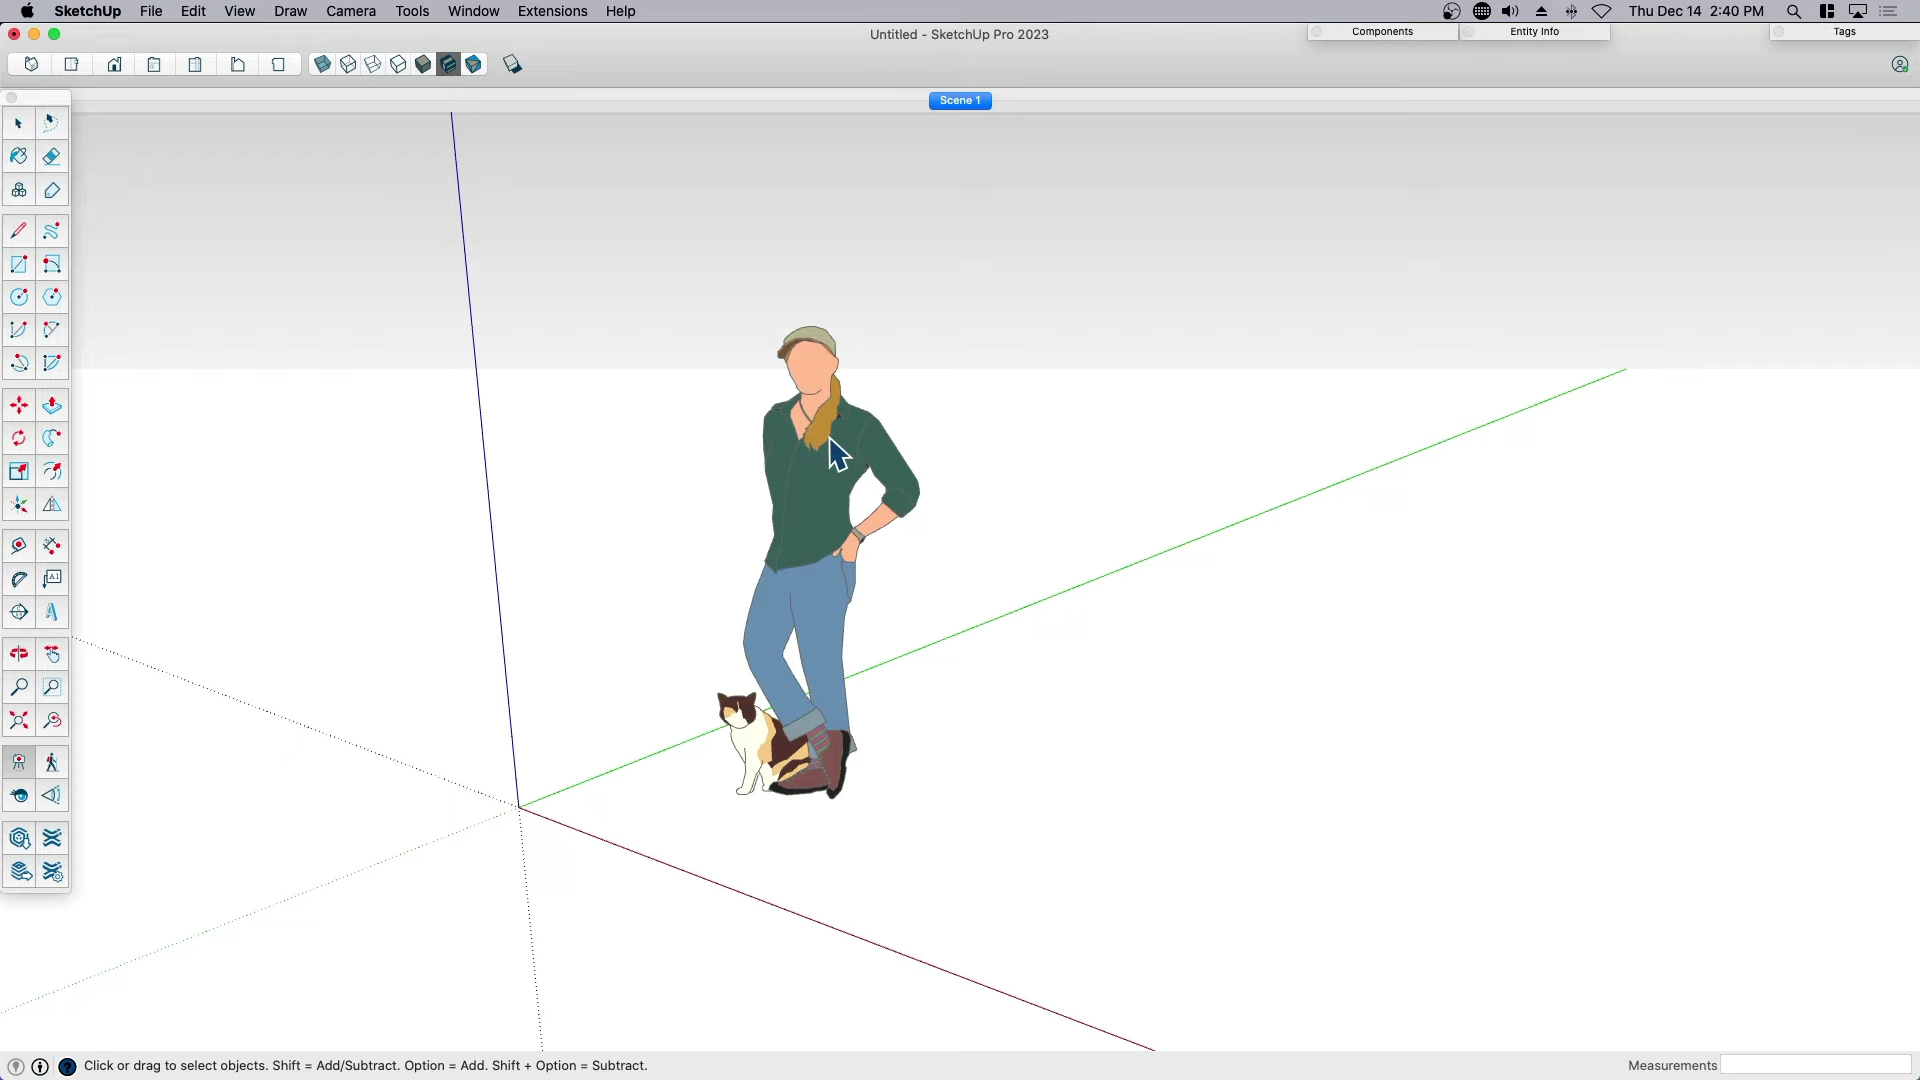 SketchUp File Edit View Draw Camera Tools Window Extensions Help Thu Dec 14 2:40 PM
Untitled - SketchUp Pro 2023
Components Entity Info Tags
Scene 1
A1
Click or drag to select objects. Shift = Add/Subtract. Option = Add. Shift + Option = Subtract. Measurements